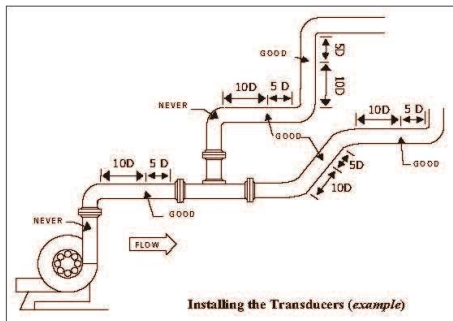 GOOD
5D
10D
10D 5 D
NEVER
GOOD
10D 5 D
GOOD
5D
10D
10D 5 D
GOOD
NEVER
FLOW
Installing the Transducers (example)